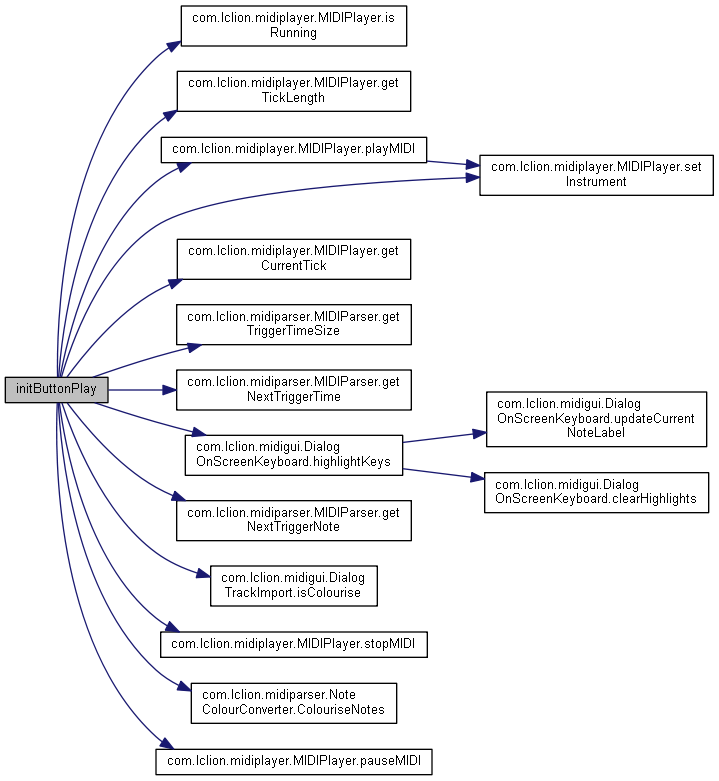 com.lclion.midiplayer.MIDIPlayer.is
Running
com.lclion.midiplayer.MIDIPlayer.get
TickLength
com.lclion.midiplayer.MIDIPlayer.playMIDI
com.lclion.midiplayer.MIDIPlayer.set
Instrument
com.lclion.midiplayer.MIDIPlayer.get
CurrentTick
com.lclion.midiparser.MIDIParser.get
TriggerTimeSize
initButtonPlay
com.lclion.midiparser.MIDIParser.get
NextTriggerTime
com.lclion.midigui.Dialog
OnScreenKeyboard.highlightKeys
com.lclion.midigui.Dialog
OnScreenKeyboard.updateCurrent
NoteLabel
com.lclion.midigui.Dialog
OnScreenKeyboard.clearHighlights
com.lclion.midiparser.MIDIParser.get
NextTriggerNote
com.lclion.midigui.Dialog
TrackImport.isColourise
com.lclion.midiplayer.MIDIPlayer.stopMIDI
com.lclion.midiparser.Note
ColourConverter.ColouriseNotes
com.lclion.midiplayer.MIDIPlayer.pauseMIDI